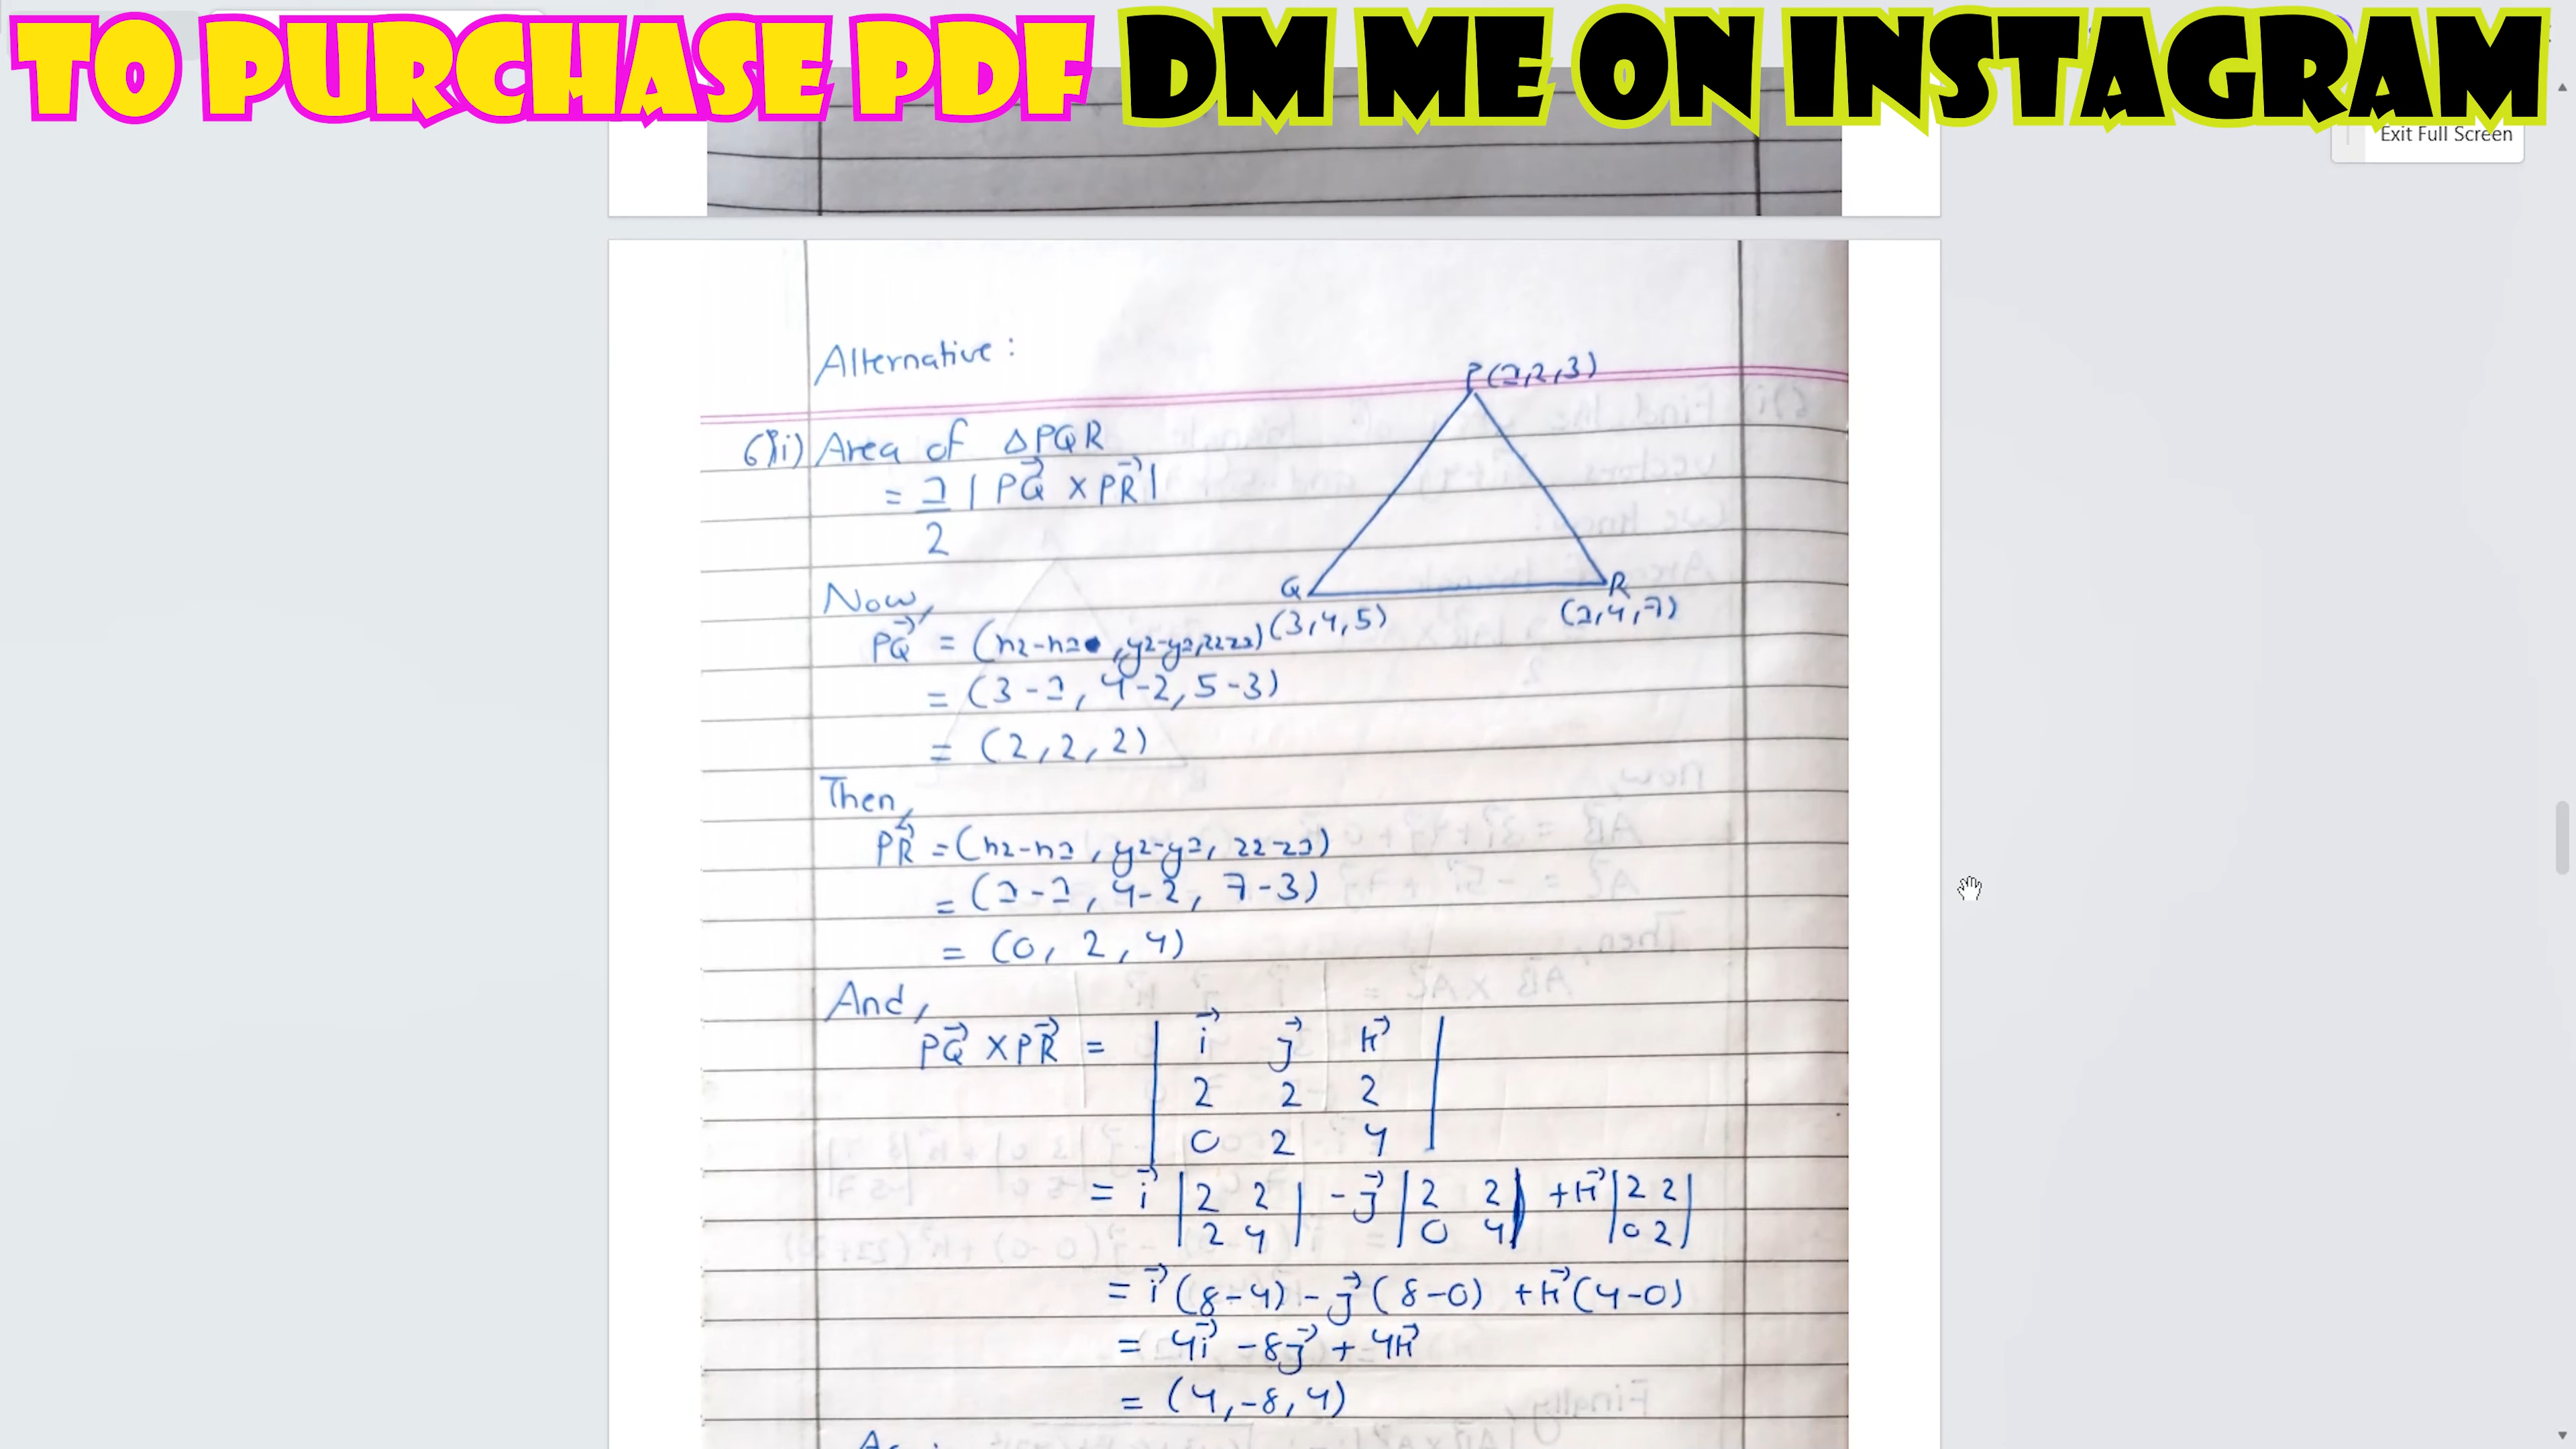 TO PURCHASE PDF DM ME ON INSTAGRAM
Exit Full Screen
Alternative :
P(1,2,3)
6)ii) Area of △PQR
= 1/2 | PQ⃗ × PR⃗ |
Q R
(3,4,5) (1,4,7)
Now,
PQ⃗ = (x2-x1, y2-y1, z2-z1)
= (3-1, 4-2, 5-3)
= (2, 2, 2)
Then,
PR⃗ = (x2-x1, y2-y1, z2-z1)
= (1-1, 4-2, 7-3)
= (0, 2, 4)
And,
PQ⃗ × PR⃗ = | i⃗ j⃗ k⃗ |
2 2 2
0 2 4
= i⃗ |2 2| - j⃗ |2 2| + k⃗ |2 2|
|2 4| |0 4| |0 2|
= i⃗ (8-4) - j⃗ (8-0) + k⃗ (4-0)
= 4i⃗ - 8j⃗ + 4k⃗
= (4, -8, 4)